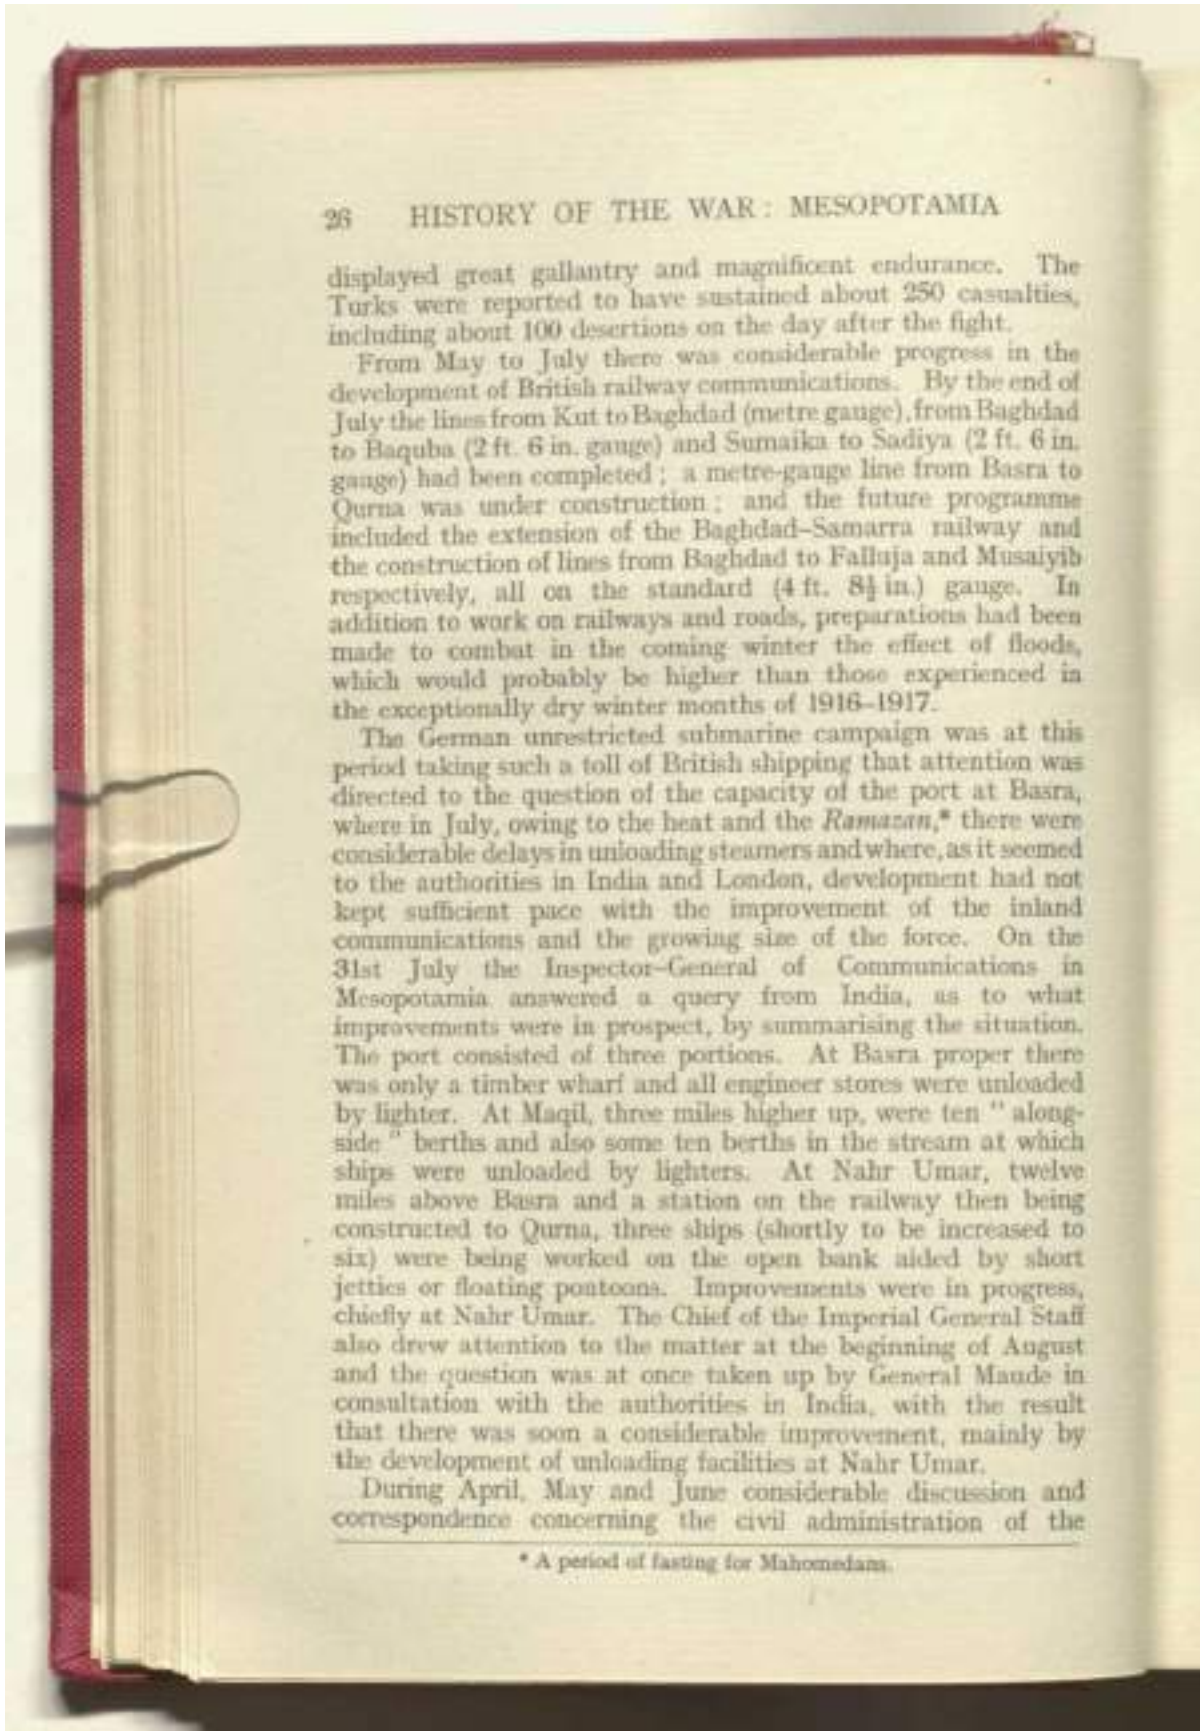 26 HISTORY OF THE WAR: MESOPOTAMIA
displayed great gallantry and magnificent endurance. The
Turks were reported to have sustained about 250 casualties,
including about 100 desertions on the day after the fight.
From May to July there was considerable progress in the
development of British railway communications. By the end of
July the lines from Kut to Baghdad (metre gauge), from Baghdad
to Baquba (2 ft. 6 in. gauge) and Sumaika to Sadiya (2 ft. 6 in.
gauge) had been completed; a metre-gauge line from Basra to
Qurna was under construction; and the future programme
included the extension of the Baghdad–Samarra railway and
the construction of lines from Baghdad to Falluja and Musaiyib
respectively, all on the standard (4 ft. 8½ in.) gauge. In
addition to work on railways and roads, preparations had been
made to combat in the coming winter the effect of floods,
which would probably be higher than those experienced in
the exceptionally dry winter months of 1916–1917.
The German unrestricted submarine campaign was at this
period taking such a toll of British shipping that attention was
directed to the question of the capacity of the port at Basra,
where in July, owing to the heat and the Ramazan,* there were
considerable delays in unloading steamers and where, as it seemed
to the authorities in India and London, development had not
kept sufficient pace with the improvement of the inland
communications and the growing size of the force. On the
31st July the Inspector-General of Communications in
Mesopotamia answered a query from India, as to what
improvements were in prospect, by summarising the situation.
The port consisted of three portions. At Basra proper there
was only a timber wharf and all engineer stores were unloaded
by lighter. At Maqil, three miles higher up, were ten " along-
side " berths and also some ten berths in the stream at which
ships were unloaded by lighters. At Nahr Umar, twelve
miles above Basra and a station on the railway then being
constructed to Qurna, three ships (shortly to be increased to
six) were being worked on the open bank aided by short
jetties or floating pontoons. Improvements were in progress,
chiefly at Nahr Umar. The Chief of the Imperial General Staff
also drew attention to the matter at the beginning of August
and the question was at once taken up by General Maude in
consultation with the authorities in India, with the result
that there was soon a considerable improvement, mainly by
the development of unloading facilities at Nahr Umar.
During April, May and June considerable discussion and
correspondence concerning the civil administration of the
* A period of fasting for Mahomedans.